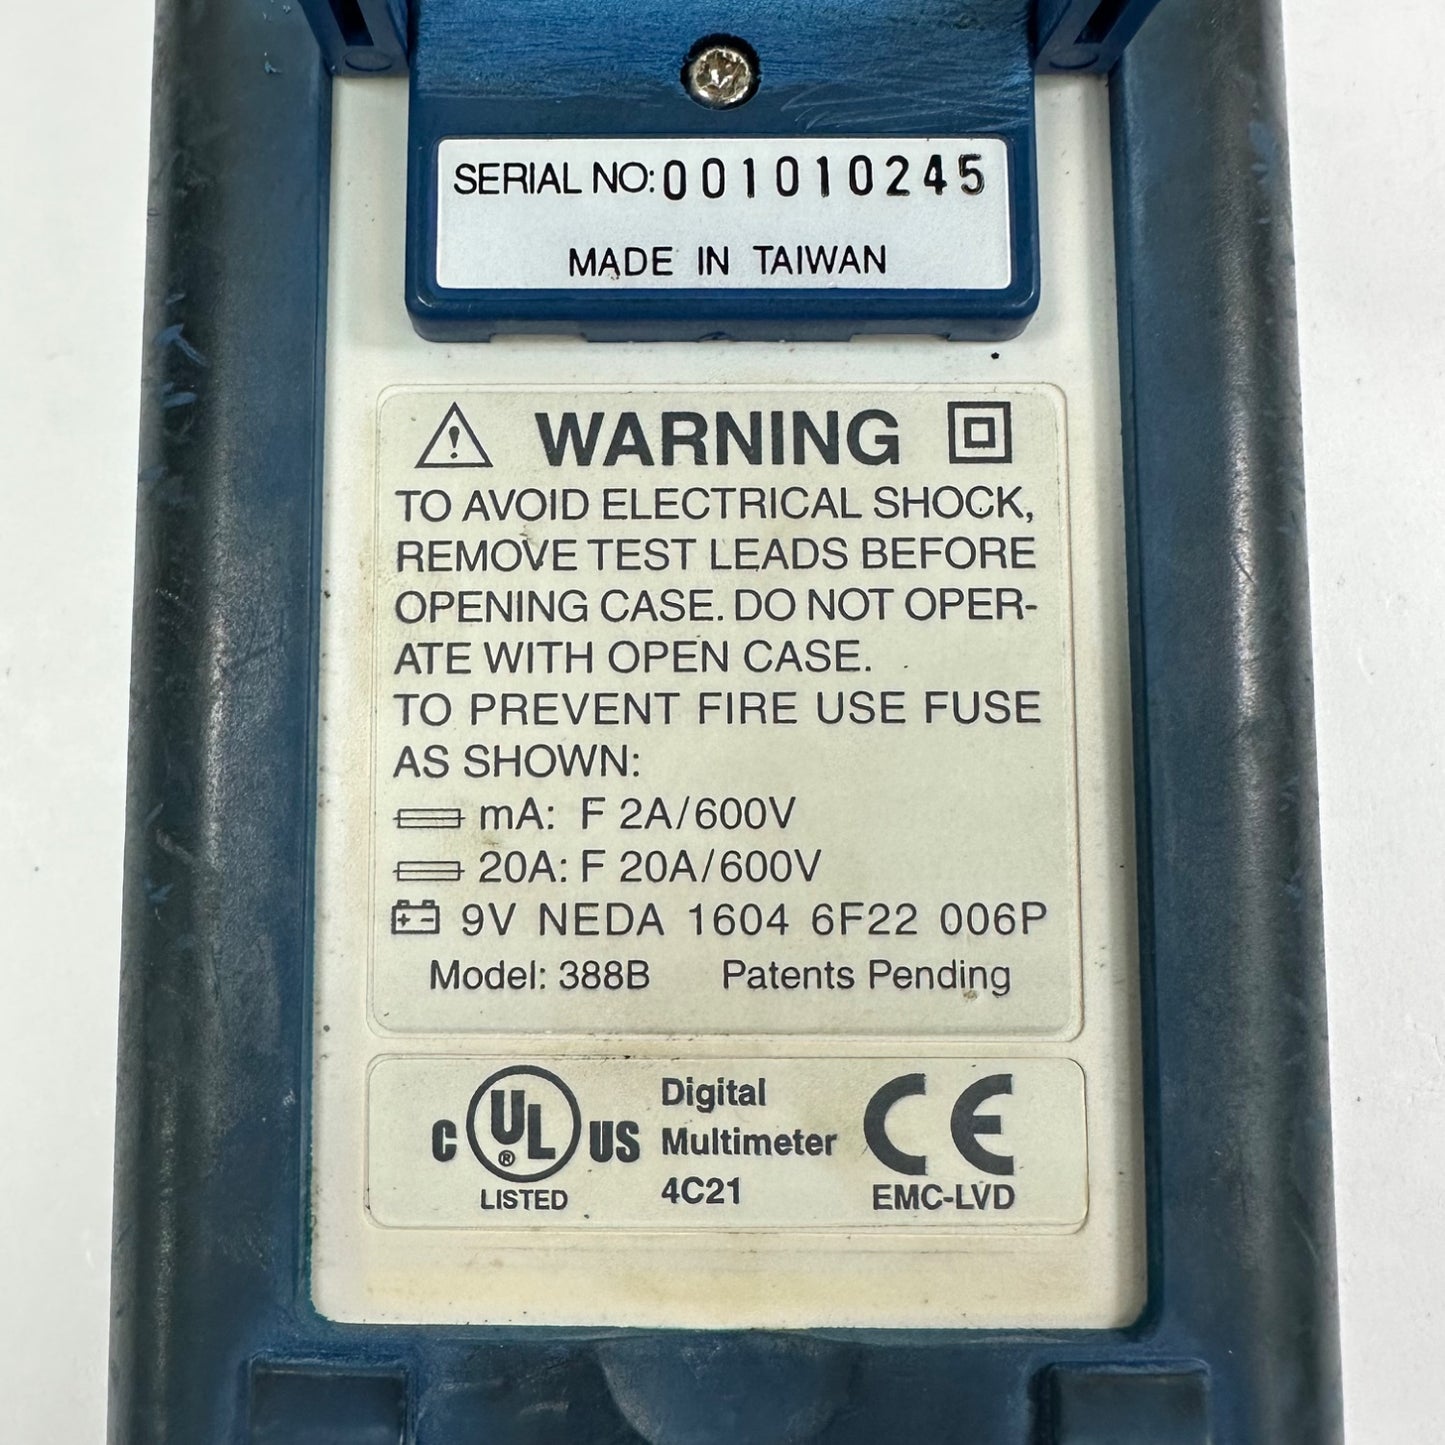 SERIAL NO: 001010245
MADE IN TAIWAN
WARNING
TO AVOID ELECTRICAL SHOCK,
REMOVE TEST LEADS BEFORE
OPENING CASE. DO NOT OPER-
ATE WITH OPEN CASE.
TO PREVENT FIRE USE FUSE
AS SHOWN:
mA: F 2A/600V
20A: F 20A/600V
9V NEDA 1604 6F22 006P
Model: 388B Patents Pending
C UL ® US
LISTED
Digital
Multimeter
4C21
CE
EMC-LVD